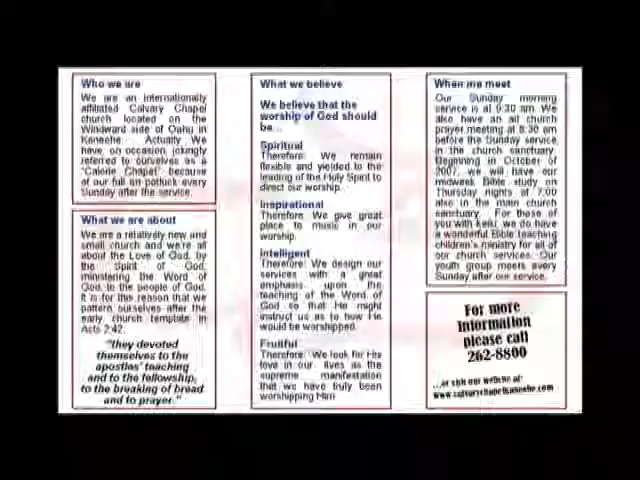 Who we are
We are an internationally
affiliated Calvary Chapel
church located on the
Windward side of Oahu in
Kaneohe. Actually We
have, on occasion, jokingly
referred to ourselves as a
"Calorie Chapel" because
of our full on potluck every
Sunday after the service.
What we are about
We are a relatively new and
small church and we're all
about the Love of God, by
the Spirit of God,
ministering the Word of
God, to the people of God.
It is for this reason that we
pattern ourselves after the
early church template in
Acts 2:42.
"they devoted
themselves to the
apostles' teaching
and to the fellowship,
to the breaking of bread
and to prayer."
What we believe
We believe that the
worship of God should
be...
Spiritual
Therefore: We remain
flexible and yielded to the
leading of the Holy Spirit to
direct our worship.
Inspirational
Therefore: We give great
place to music in our
worship.
Intelligent
Therefore: We design our
services with a great
emphasis upon the
teaching of the Word of
God so that He might
instruct us as to how He
would be worshipped.
Fruitful
Therefore: We look for His
love in our lives as the
supreme manifestation
that we have truly been
worshipping Him.
When we meet
Our Sunday morning
service is at 9:30 am. We
also have an all church
prayer meeting at 8:30 am
before the Sunday service
in the church sanctuary.
Beginning in October of
2007, we will have our
midweek Bible study on
Thursday nights at 7:00
also in the main church
sanctuary. For those of
you with keiki, we do have
a wonderful Bible teaching
children's ministry for all of
our church services. Our
youth group meets every
Sunday after our service.
For more
information
please call
262-8800
...or visit our website at:
www.calvarychapelkaneohe.com